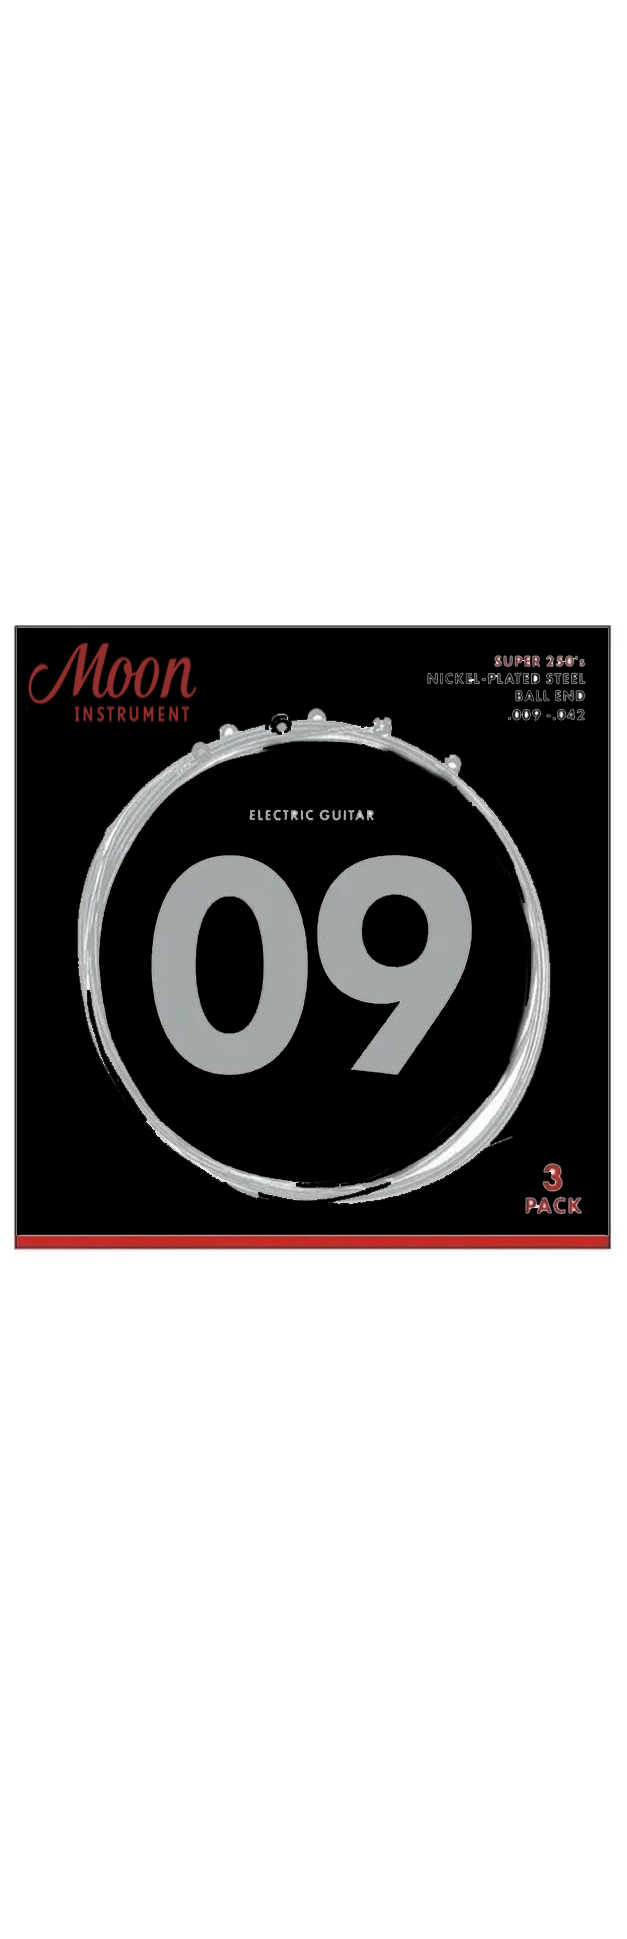 Moon
INSTRUMENT
SUPER 250's
NICKEL-PLATED STEEL
BALL END
.009 -.042
ELECTRIC GUITAR
09
3
PACK